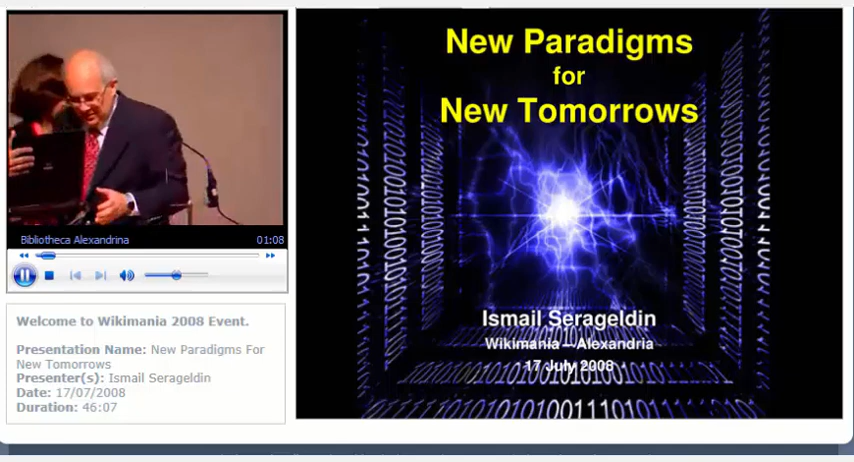 Bibliotheca Alexandrina 01:08
Welcome to Wikimania 2008 Event.
Presentation Name: New Paradigms For
New Tomorrows
Presenter(s): Ismail Serageldin
Date: 17/07/2008
Duration: 46:07
New Paradigms
for
New Tomorrows
Ismail Serageldin
Wikimania – Alexandria
17 July 2008